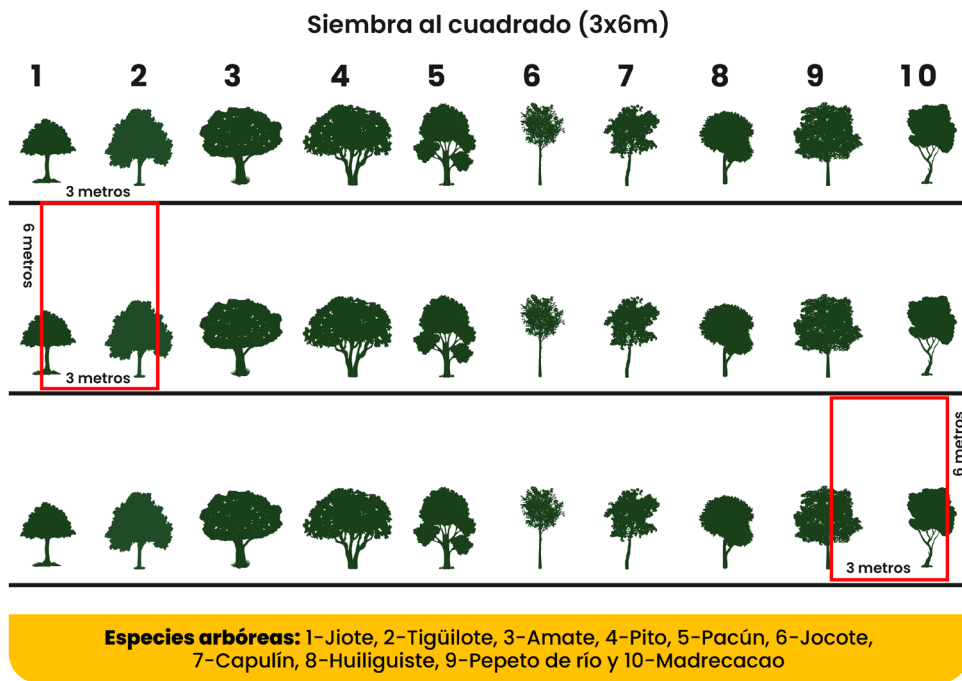 Siembra al cuadrado (3x6m)
1 2 3 4 5 6 7 8 9 10
3 metros
6 metros
3 metros
6 metros
3 metros
Especies arbóreas: 1-Jiote, 2-Tigüilote, 3-Amate, 4-Pito, 5-Pacún, 6-Jocote,
7-Capulín, 8-Huiliguiste, 9-Pepeto de río y 10-Madrecacao